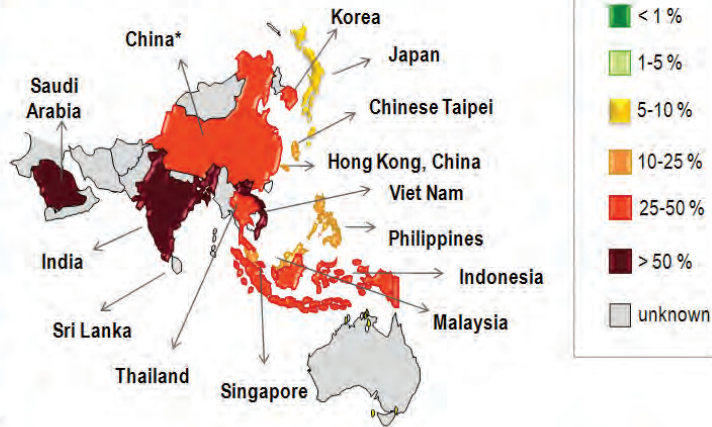 Korea
China*
Japan
Saudi
Arabia
Chinese Taipei
Hong Kong, China
Viet Nam
Philippines
India
Indonesia
Sri Lanka
Malaysia
Thailand
Singapore
< 1 %
1-5 %
5-10 %
10-25 %
25-50 %
> 50 %
unknown